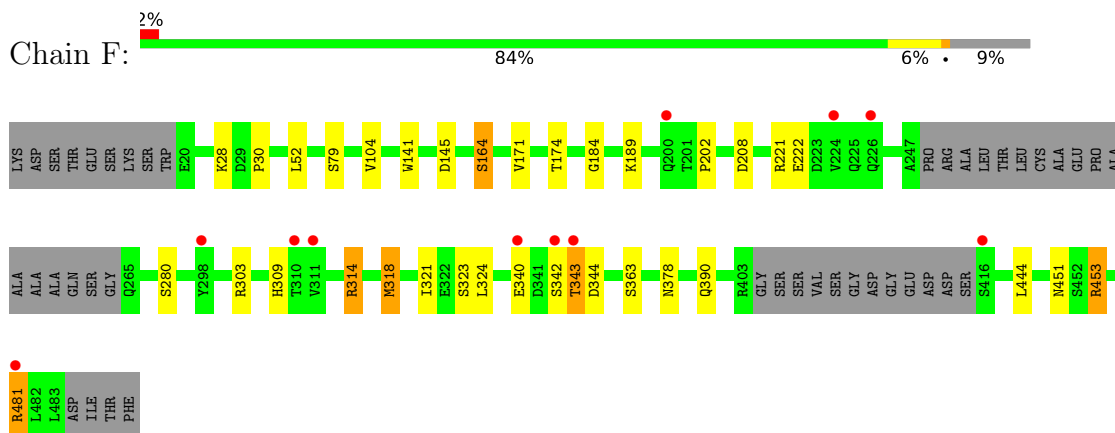 2%
Chain F:
84% 6% • 9%
LYS ASP SER THR GLU SER LYS SER TRP E20 K28 D29 P30 L52 S79 V104 W141 D145 S164 V171 T174 G184 K189 Q200 T201 P202 D208 R221 E222 D223 V224 Q225 Q226 A247 PRO ARG ALA LEU THR LEU CYS ALA GLU PRO ALA
ALA ALA ALA GLN SER GLY Q265 S280 Y298 R303 H309 T310 V311 R314 M318 I321 E322 S323 L324 E340 D341 S342 T343 D344 S363 N378 Q390 R403 GLY SER SER VAL SER GLY ASP GLY GLU ASP ASP SER S416 L444 N451 S452 R453
R481 L482 L483 ASP ILE THR PHE